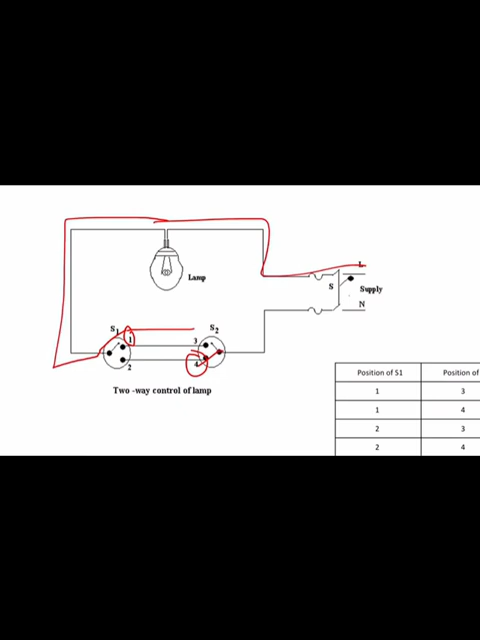 L
S
Supply
N
Lamp
S1
S2
1
3
2
4
Two -way control of lamp
Position of S1 Position of
1 3
1 4
2 3
2 4